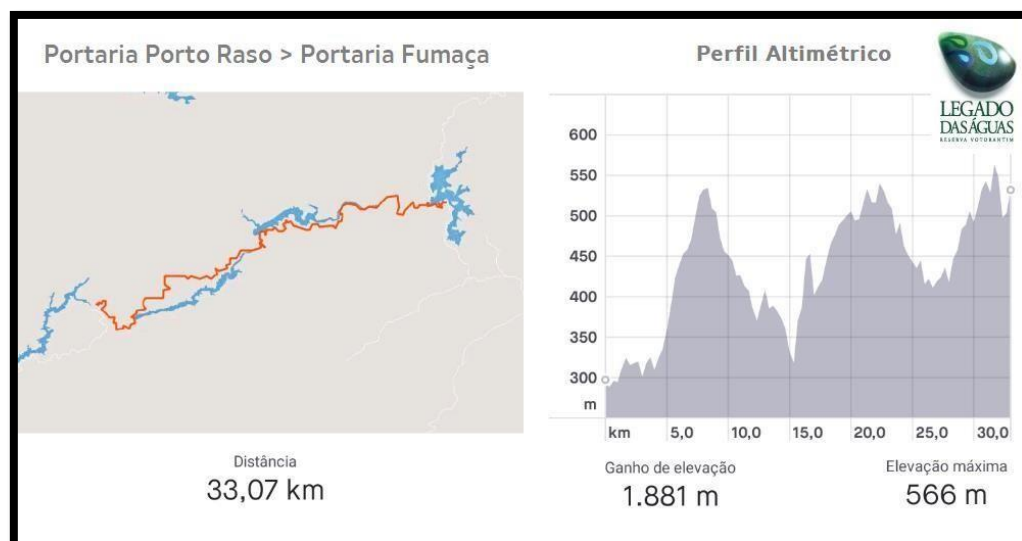 Portaria Porto Raso > Portaria Fumaça
Perfil Altimétrico
LEGADO
DAS ÁGUAS
RESERVA VOTORANTIM
600
550
500
450
400
350
300
m
km 5,0 10,0 15,0 20,0 25,0 30,0
Distância
33,07 km
Ganho de elevação
1.881 m
Elevação máxima
566 m